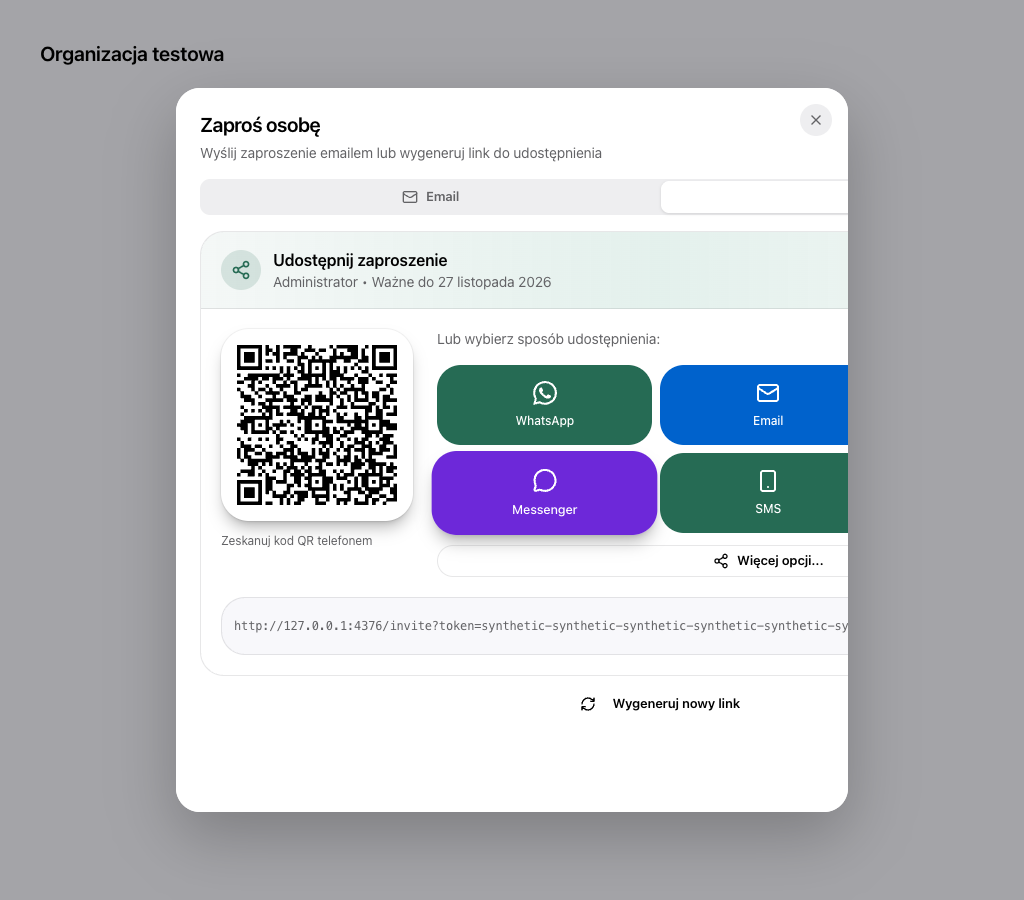 Organizacja testowa
Zaproś osobę
Wyślij zaproszenie emailem lub wygeneruj link do udostępnienia
Email
Udostępnij zaproszenie
Administrator • Ważne do 27 listopada 2026
Lub wybierz sposób udostępnienia:
WhatsApp
Email
Messenger
SMS
Zeskanuj kod QR telefonem
Więcej opcji...
http://127.0.0.1:4376/invite?token=synthetic-synthetic-synthetic-synthetic-synthetic-sy
Wygeneruj nowy link